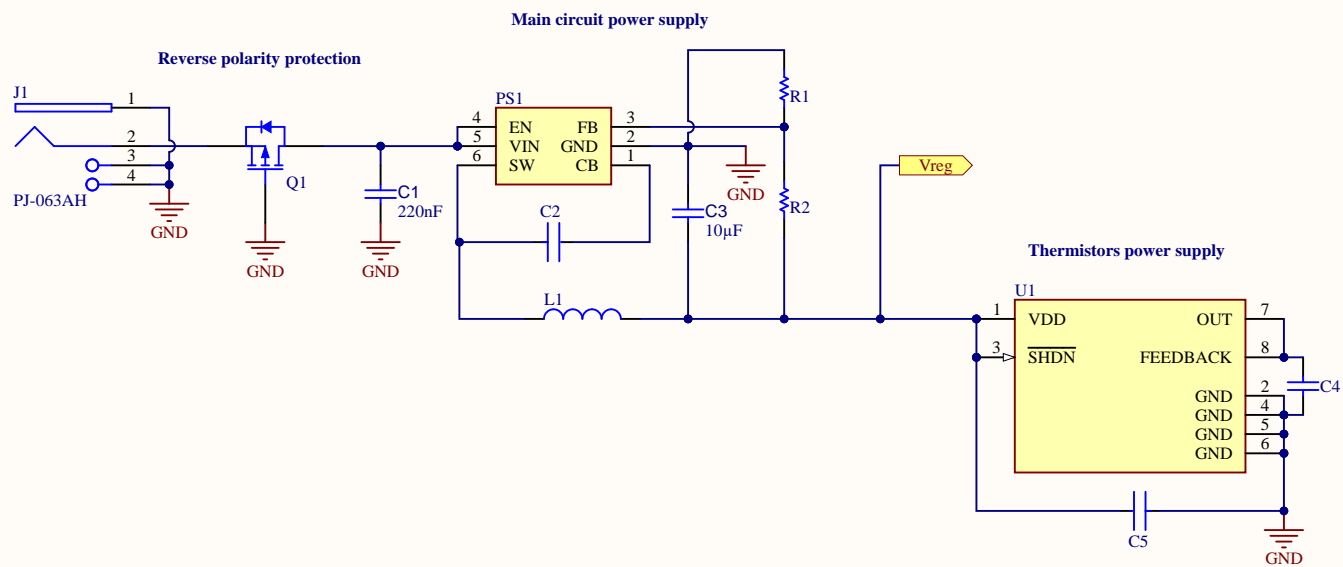 Main circuit power supply
Reverse polarity protection
J1
1
2
3
4
PJ-063AH
GND
Q1
GND
C1
220nF
GND
PS1
4 EN FB 3
5 VIN GND 2
6 SW CB 1
C2
L1
R1
GND
C3
10µF
R2
Vreg
Thermistors power supply
U1
1 VDD OUT 7
3 SHDN FEEDBACK 8
GND 2
GND 4
GND 5
GND 6
C4
C5
GND